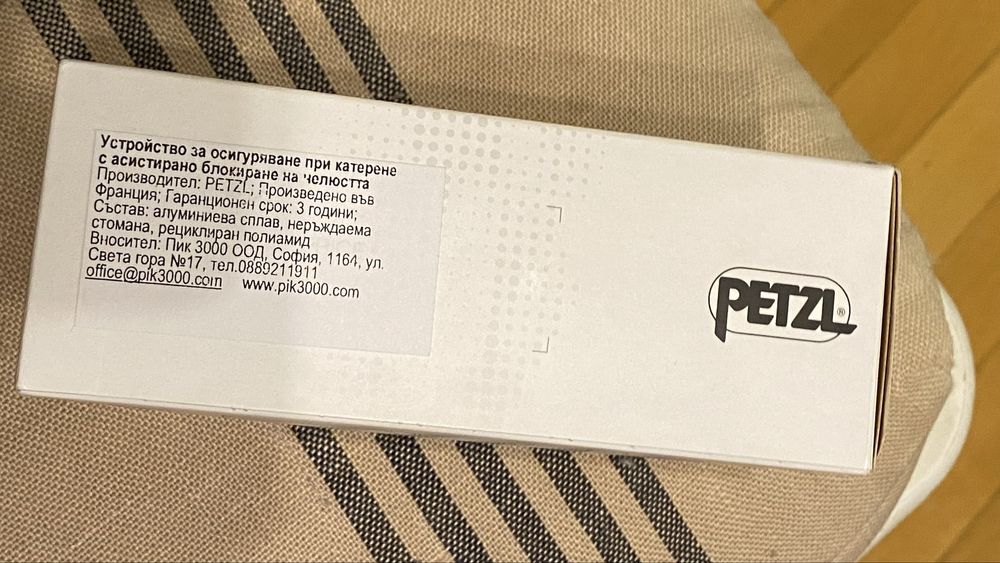 Устройство за осигуряване при катерене
с асистирано блокиране на челюстта
Производител: PETZL; Произведено във
Франция; Гаранционен срок: 3 години;
Състав: алуминиева сплав, неръждаема
стомана, рециклиран полиамид
Вносител: Пик 3000 ООД, София, 1164, ул.
Света гора №17, тел.0889211911
office@pik3000.com www.pik3000.com
PETZL®